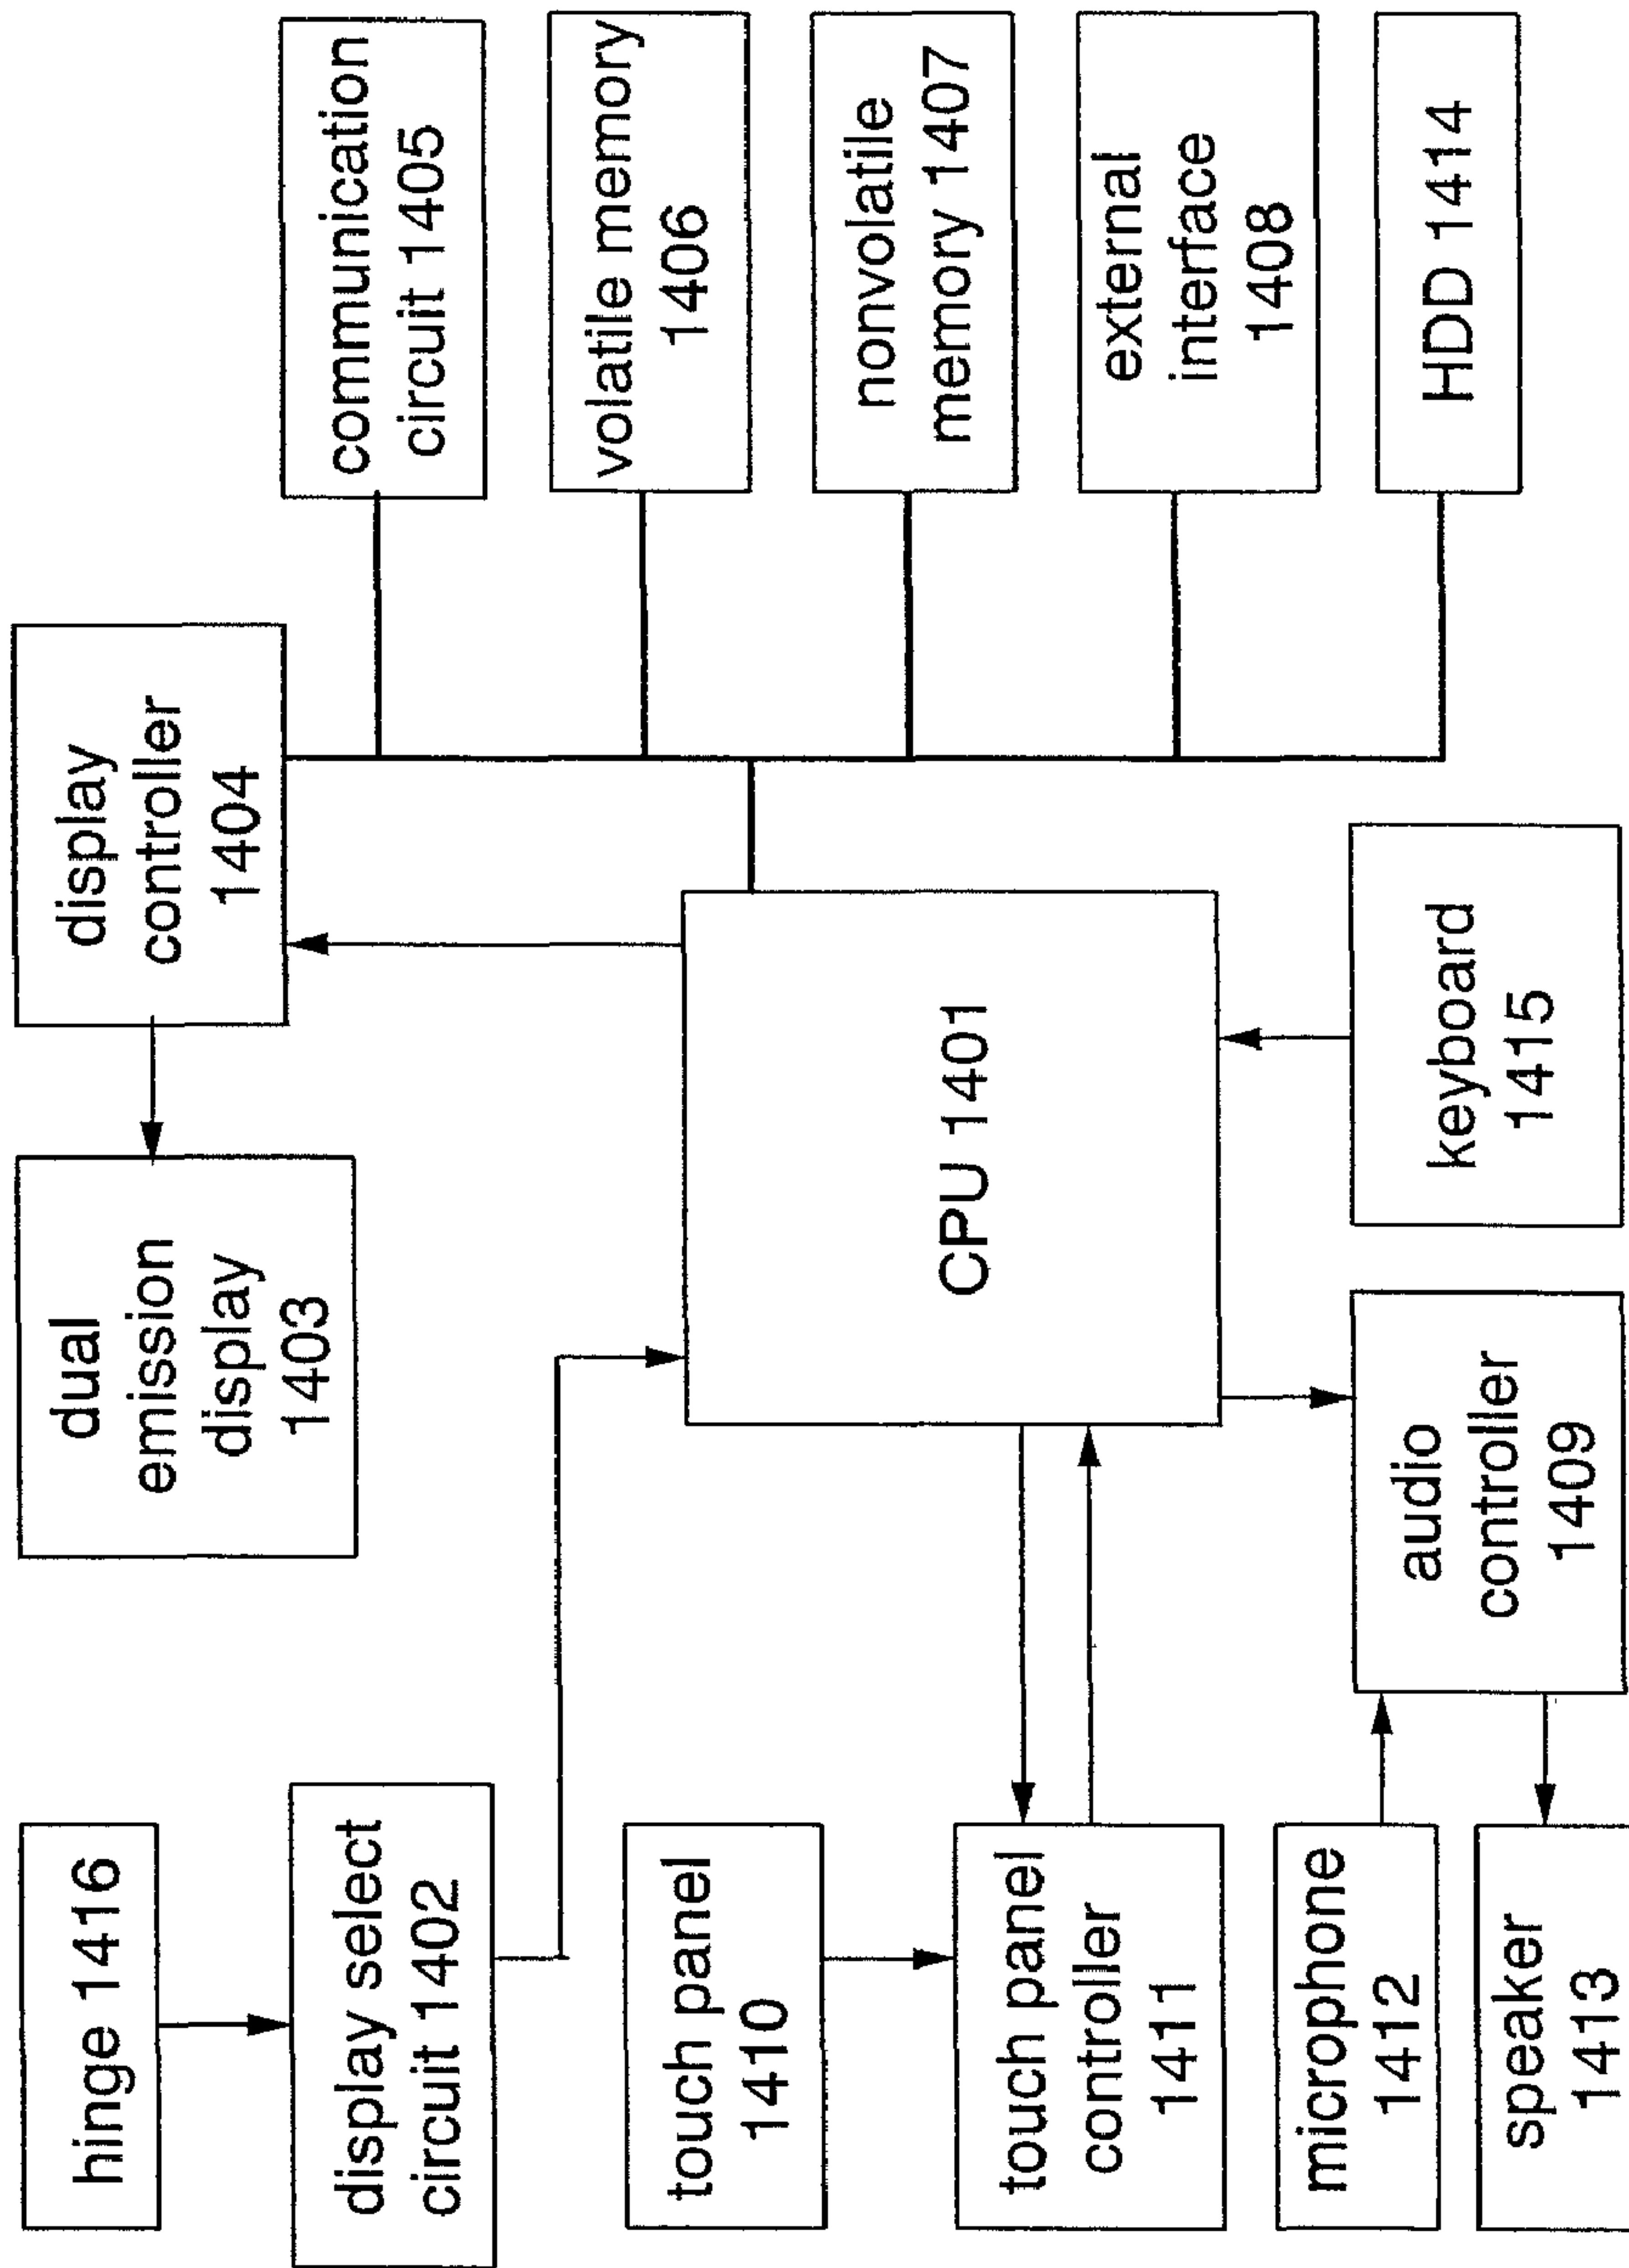 hinge 1416
display select
circuit 1402
touch panel
1410
touch panel
controller
1411
microphone
1412
speaker
1413
dual
emission
display
1403
display
controller
1404
CPU 1401
audio
controller
1409
keyboard
1415
communication
circuit 1405
volatile memory
1406
nonvolatile
memory 1407
external
interface
1408
HDD 1414